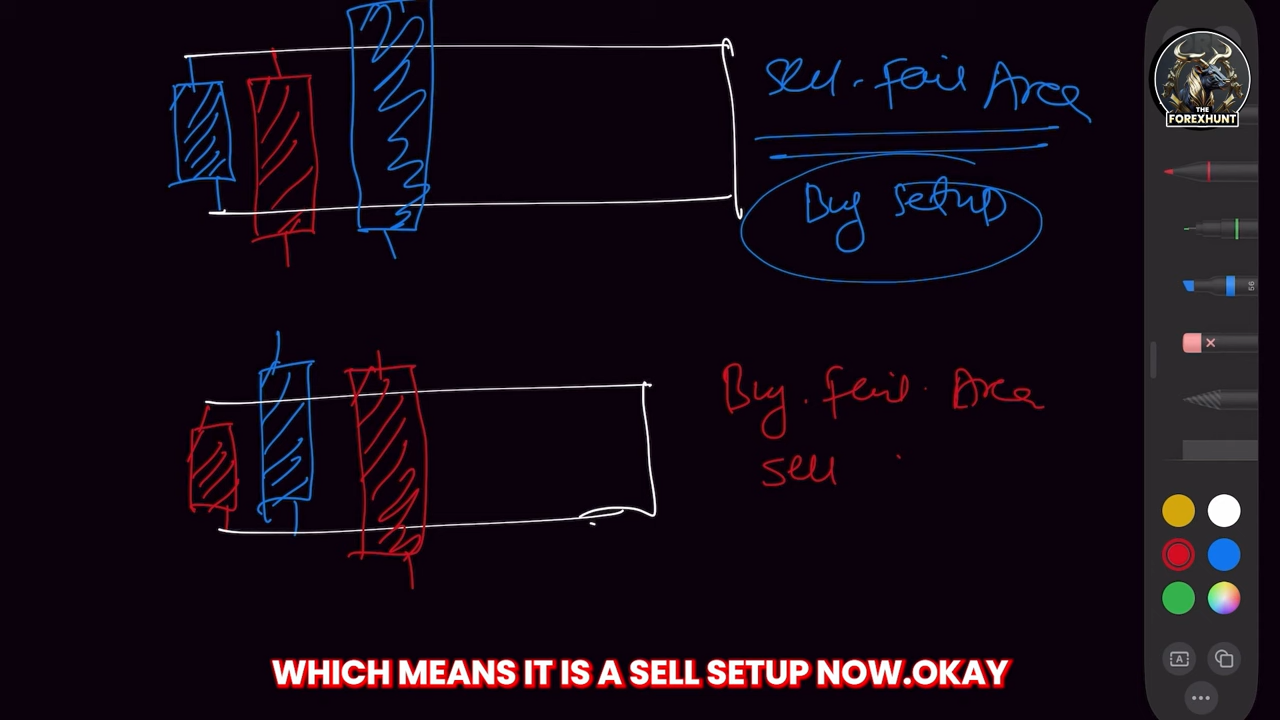 Sell. Fail Area
Buy Setup
THE
FOREXHUNT
56
Buy. Fail. Area
Sell
A
WHICH MEANS IT IS A SELL SETUP NOW.OKAY